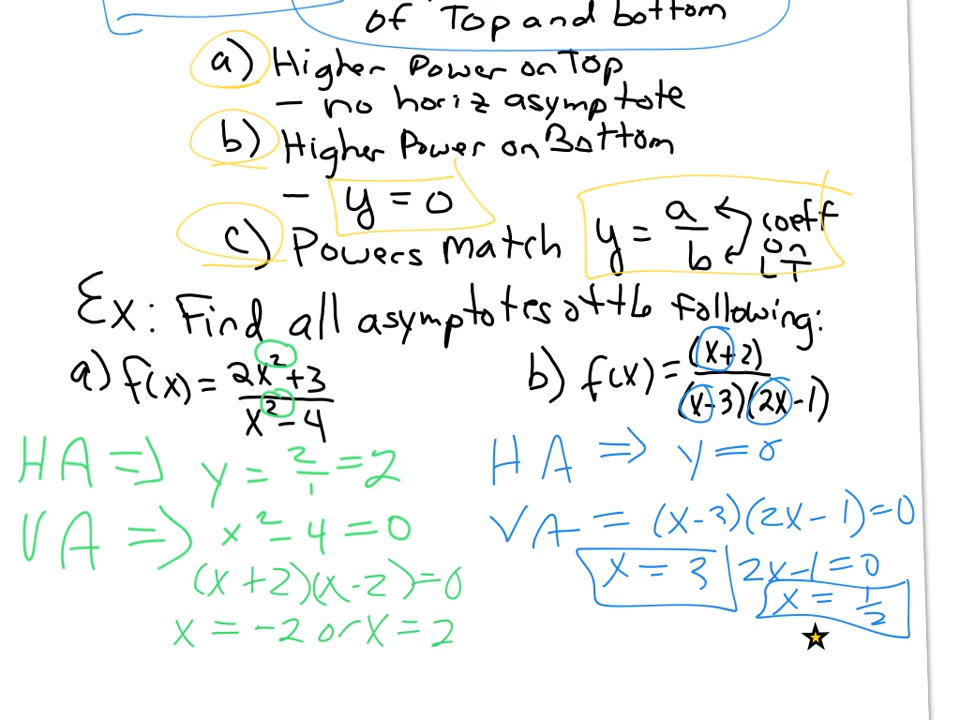 of Top and bottom
a) Higher Power on Top
- no horiz asymptote
b) Higher Power on Bottom
- y = 0
c) Powers Match y = a/b coeff on LT
Ex: Find all asymptotes of the following:
a) f(x) = (2x² + 3)/(x² - 4)
HA ⇒ y = 2/1 = 2
VA ⇒ x² - 4 = 0
(x + 2)(x - 2) = 0
x = -2 or x = 2
b) f(x) = (x + 2)/((x - 3)(2x - 1))
HA ⇒ y = 0
VA = (x - 3)(2x - 1) = 0
x = 3 2x - 1 = 0
x = 1/2